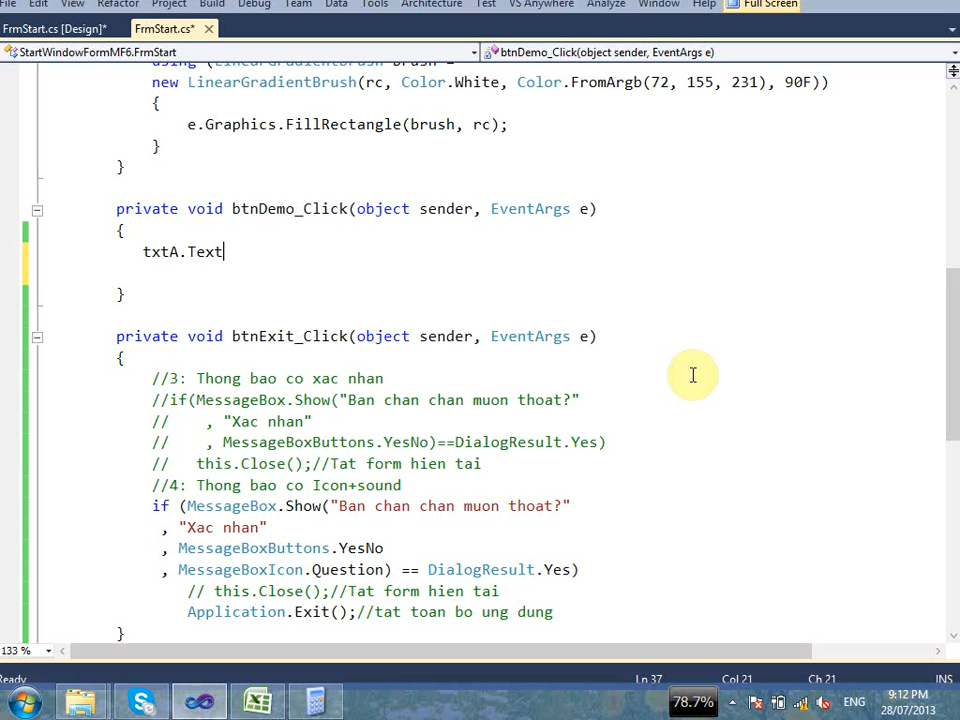 File Edit View Refactor Project Build Debug Team Data Tools Architecture Test VS Anywhere Analyze Window Help Full Screen
FrmStart.cs [Design]* FrmStart.cs*
StartWindowFormMF6.FrmStart btnDemo_Click(object sender, EventArgs e)
using (LinearGradientBrush brush =
new LinearGradientBrush(rc, Color.White, Color.FromArgb(72, 155, 231), 90F))
{
e.Graphics.FillRectangle(brush, rc);
}
}
private void btnDemo_Click(object sender, EventArgs e)
{
txtA.Text
}
private void btnExit_Click(object sender, EventArgs e)
{
//3: Thong bao co xac nhan
//if(MessageBox.Show("Ban chan chan muon thoat?"
// , "Xac nhan"
// , MessageBoxButtons.YesNo)==DialogResult.Yes)
// this.Close();//Tat form hien tai
//4: Thong bao co Icon+sound
if (MessageBox.Show("Ban chan chan muon thoat?"
, "Xac nhan"
, MessageBoxButtons.YesNo
, MessageBoxIcon.Question) == DialogResult.Yes)
// this.Close();//Tat form hien tai
Application.Exit();//tat toan bo ung dung
}
133 %
Ready Ln 37 Col 21 Ch 21 INS
78.7% ENG 9:12 PM
28/07/2013